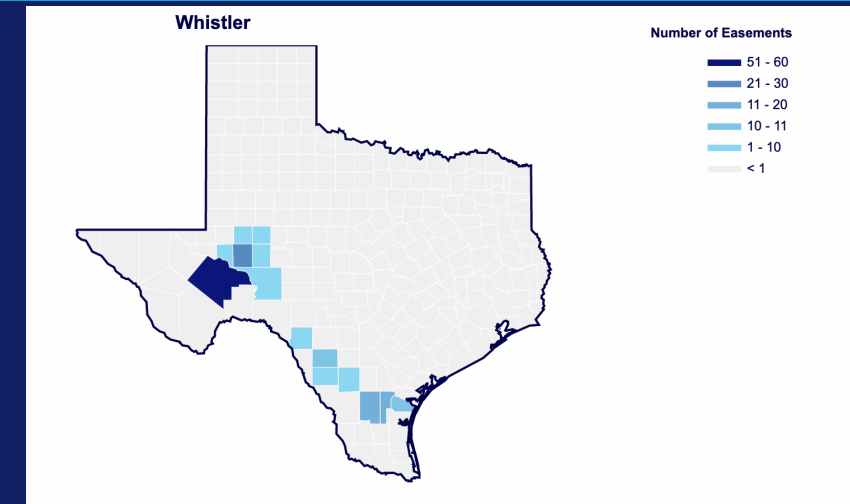 Whistler
Number of Easements
51 - 60
21 - 30
11 - 20
10 - 11
1 - 10
< 1